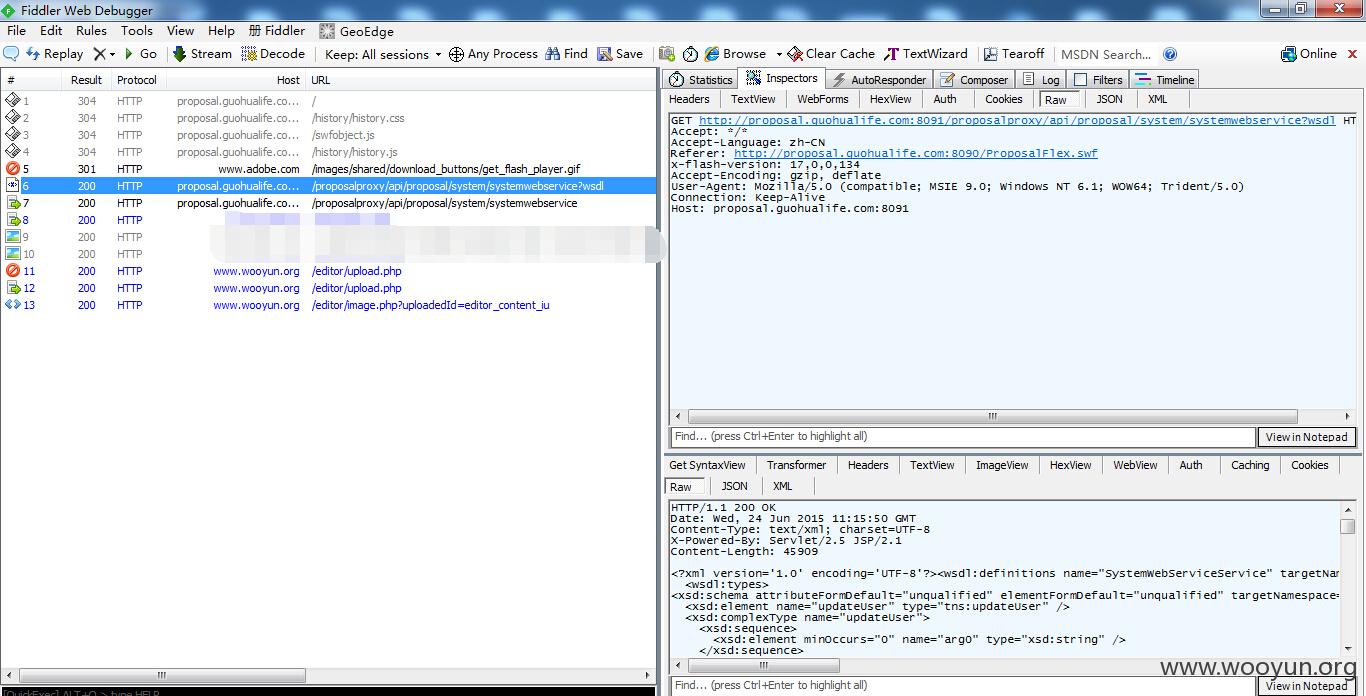 Fiddler Web Debugger
File Edit Rules Tools View Help Fiddler GeoEdge
Replay Go Stream Decode Keep: All sessions Any Process Find Save Browse Clear Cache TextWizard Tearoff MSDN Search... Online
# Result Protocol Host URL
1 304 HTTP proposal.guohualife.co... /
2 304 HTTP proposal.guohualife.co... /history/history.css
3 304 HTTP proposal.guohualife.co... /swfobject.js
4 304 HTTP proposal.guohualife.co... /history/history.js
5 301 HTTP www.adobe.com /images/shared/download_buttons/get_flash_player.gif
6 200 HTTP proposal.guohualife.co... /proposalproxy/api/proposal/system/systemwebservice?wsdl
7 200 HTTP proposal.guohualife.co... /proposalproxy/api/proposal/system/systemwebservice
8 200 HTTP
9 200 HTTP
10 200 HTTP
11 200 HTTP www.wooyun.org /editor/upload.php
12 200 HTTP www.wooyun.org /editor/upload.php
13 200 HTTP www.wooyun.org /editor/image.php?uploadedId=editor_content_iu
[QuickExec] ALT+Q > type HELP
Statistics Inspectors AutoResponder Composer Log Filters Timeline
Headers TextView WebForms HexView Auth Cookies Raw JSON XML
GET http://proposal.guohualife.com:8091/proposalproxy/api/proposal/system/systemwebservice?wsdl HT
Accept: */*
Accept-Language: zh-CN
Referer: http://proposal.guohualife.com:8090/ProposalFlex.swf
x-flash-version: 17,0,0,134
Accept-Encoding: gzip, deflate
User-Agent: Mozilla/5.0 (compatible; MSIE 9.0; Windows NT 6.1; WOW64; Trident/5.0)
Connection: Keep-Alive
Host: proposal.guohualife.com:8091
Find... (press Ctrl+Enter to highlight all) View in Notepad
Get SyntaxView Transformer Headers TextView ImageView HexView WebView Auth Caching Cookies
Raw JSON XML
HTTP/1.1 200 OK
Date: Wed, 24 Jun 2015 11:15:50 GMT
Content-Type: text/xml; charset=UTF-8
X-Powered-By: Servlet/2.5 JSP/2.1
Content-Length: 45909
<?xml version='1.0' encoding='UTF-8'?><wsdl:definitions name="SystemWebServiceService" targetNam
<wsdl:types>
<xsd:schema attributeFormDefault="unqualified" elementFormDefault="unqualified" targetNamespace=
<xsd:element name="updateUser" type="tns:updateUser" />
<xsd:complexType name="updateUser">
<xsd:sequence>
<xsd:element minOccurs="0" name="arg0" type="xsd:string" />
</xsd:sequence>
www.wooyun.org
Find... (press Ctrl+Enter to highlight all) View in Notepad